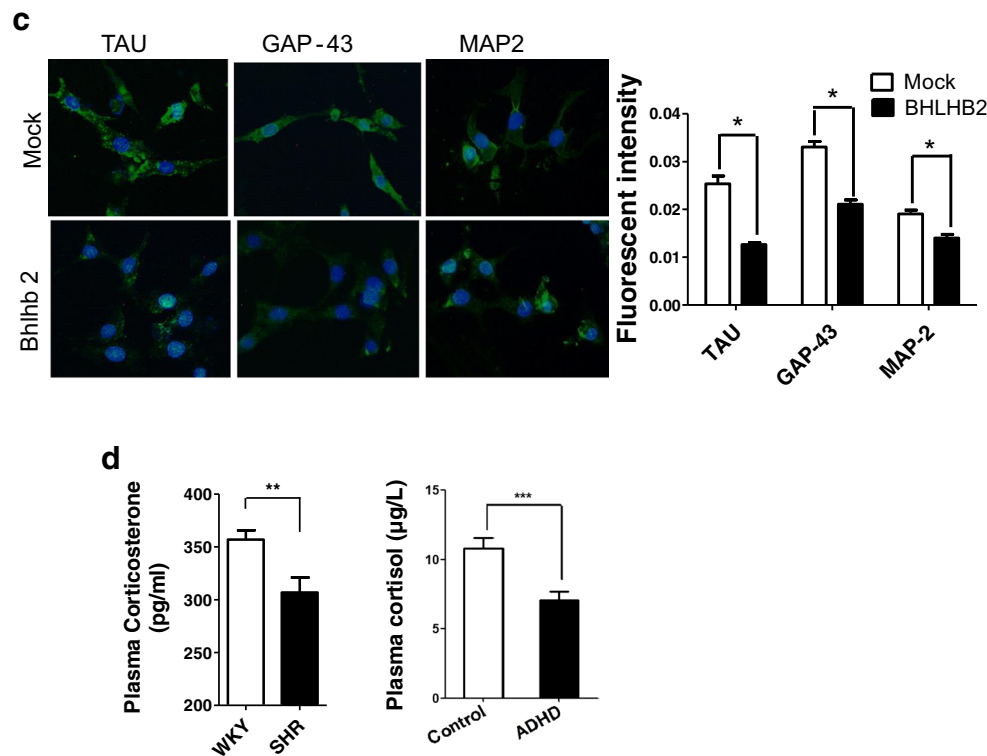 c
TAU GAP-43 MAP2
Mock
Bhlhb 2
Fluorescent intensity
0.04
0.03
0.02
0.01
0.00
* * *
Mock
BHLHB2
TAU GAP-43 MAP-2
d
Plasma Corticosterone
(pg/ml)
400
350
300
250
200
**
WKY SHR
Plasma cortisol (µg/L)
15
10
5
0
***
Control ADHD